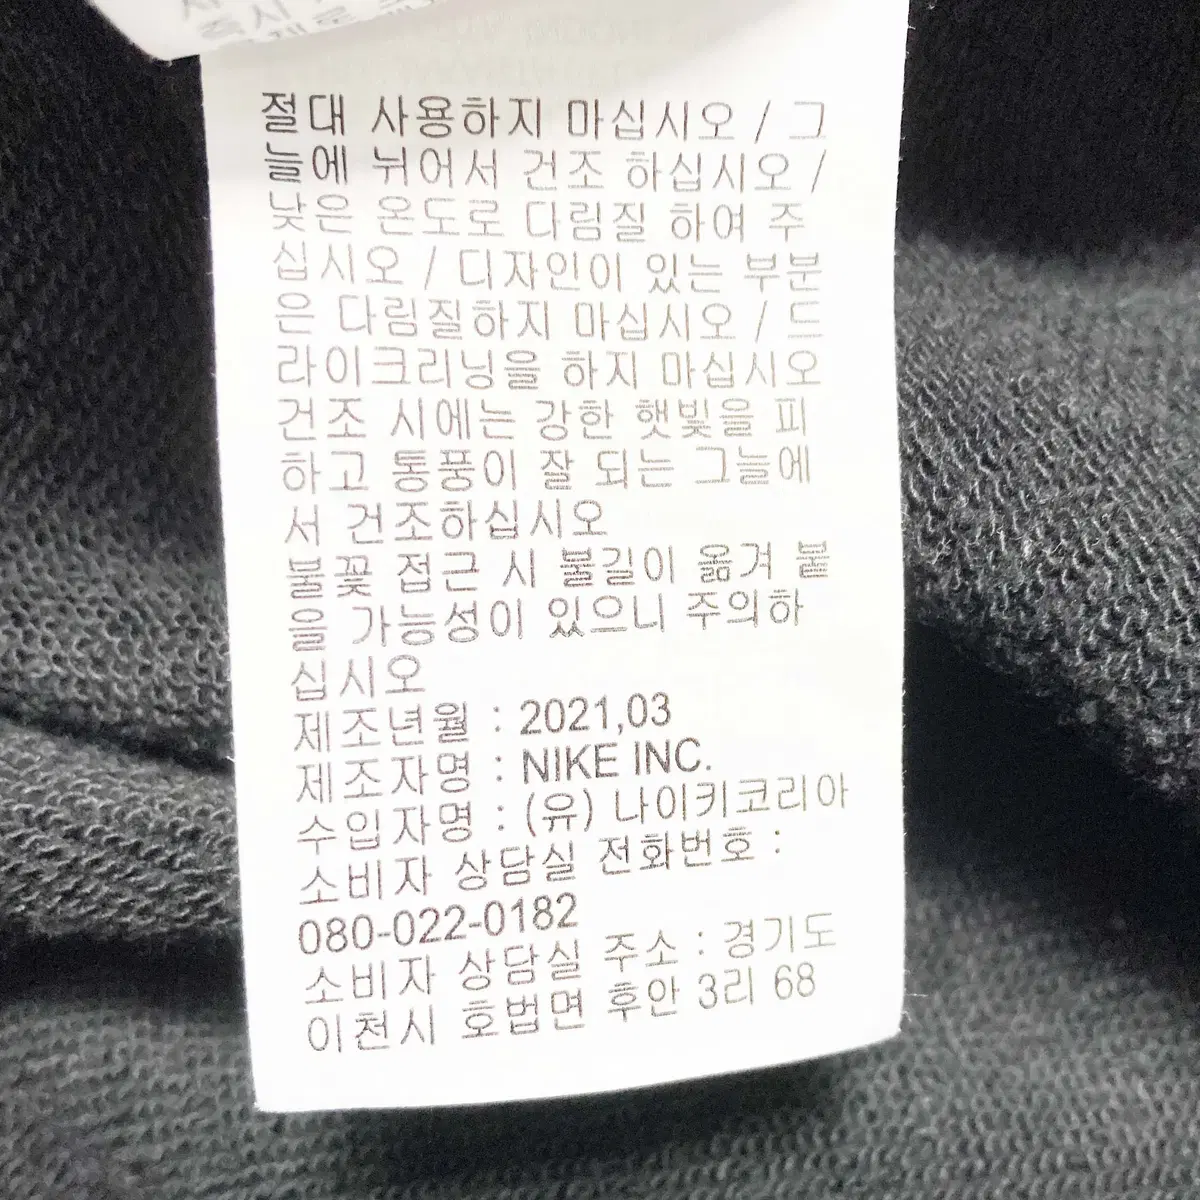 절대 사용하지 마십시오 / 그
늘에 뉘어서 건조 하십시오 /
낮은 온도로 다림질 하여 주
십시오 / 디자인이 있는 부분
은 다림질하지 마십시오 / 드
라이크리닝을 하지 마십시오
건조 시에는 강한 햇빛을 피
하고 통풍이 잘 되는 그늘에
서 건조하십시오
불꽃 접근 시 불길이 옮겨 붙
을 가능성이 있으니 주의하
십시오
제조년월 : 2021,03
제조자명 : NIKE INC.
수입자명 : (유) 나이키코리아
소비자 상담실 전화번호 :
080-022-0182
소비자 상담실 주소 : 경기도
이천시 호법면 후안 3리 68